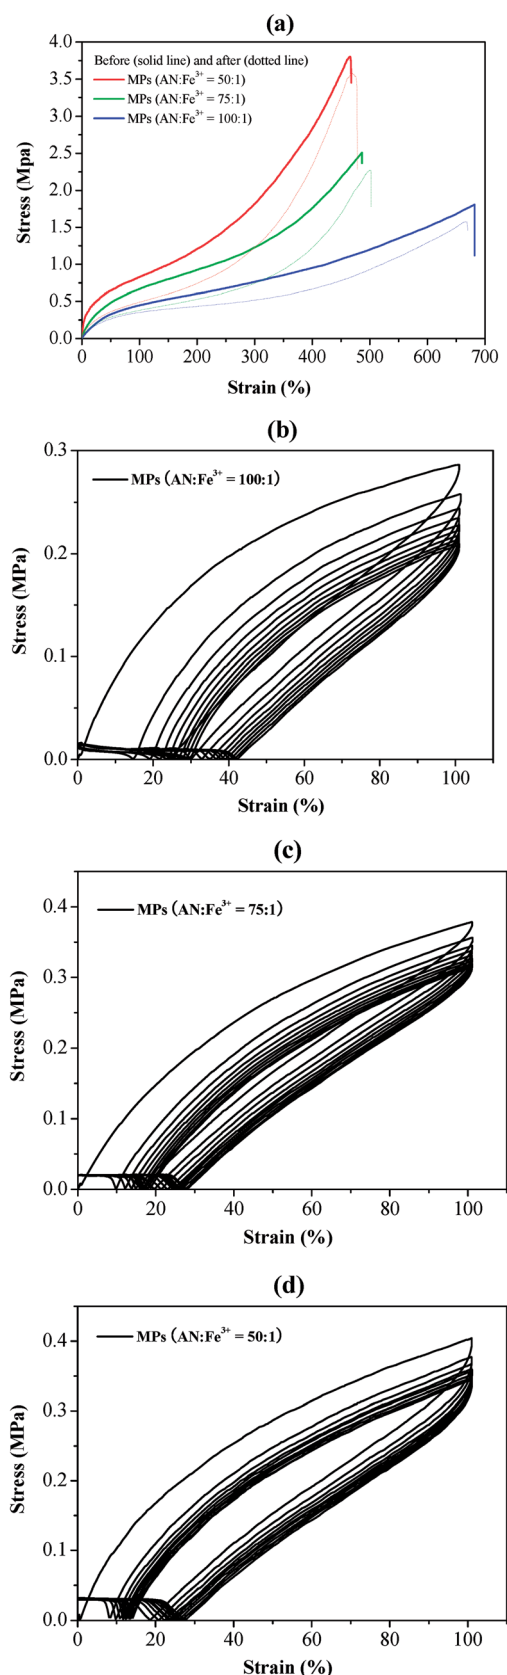 (a)
4.0
3.5
3.0
2.5
2.0
1.5
1.0
0.5
0.0
Stress (Mpa)
Before (solid line) and after (dotted line)
MPs (AN:Fe³⁺ = 50:1)
MPs (AN:Fe³⁺ = 75:1)
MPs (AN:Fe³⁺ = 100:1)
0 100 200 300 400 500 600 700
Strain (%)
(b)
0.3
0.2
0.1
0.0
Stress (MPa)
MPs (AN:Fe³⁺ = 100:1)
0 20 40 60 80 100
Strain (%)
(c)
0.4
0.3
0.2
0.1
0.0
Stress (MPa)
MPs (AN:Fe³⁺ = 75:1)
0 20 40 60 80 100
Strain (%)
(d)
0.4
0.3
0.2
0.1
0.0
Stress (MPa)
MPs (AN:Fe³⁺ = 50:1)
0 20 40 60 80 100
Strain (%)